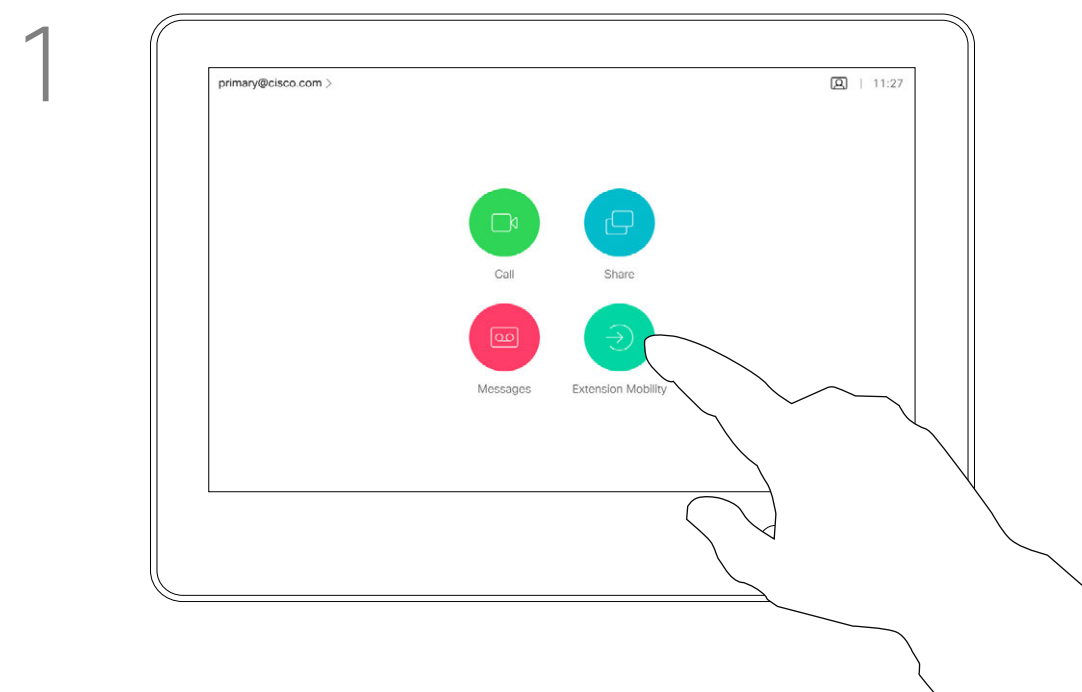 1
primary@cisco.com >
11:27
Call
Share
Messages
Extension Mobility